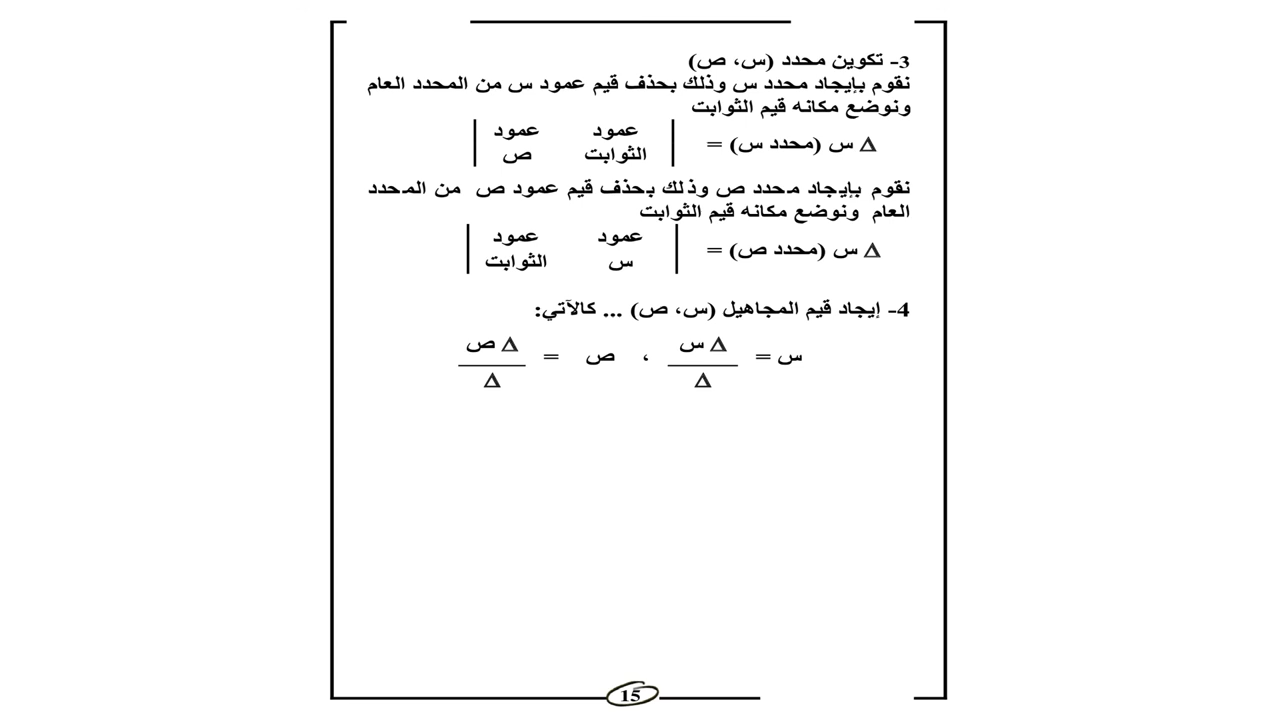 3- تكوين محدد (س، ص)
نقوم بإيجاد محدد س وذلك بحذف قيم عمود س من المحدد العام
ونوضع مكانه قيم الثوابت
Δ س (محدد س) = | عمود عمود |
| الثوابت ص |
نقوم بإيجاد محدد ص وذلك بحذف قيم عمود ص من المحدد
العام ونوضع مكانه قيم الثوابت
Δ س (محدد ص) = | عمود عمود |
| س الثوابت |
4- إيجاد قيم المجاهيل (س، ص) ... كالآتي:
Δ س Δ ص
س = ، ص =
Δ Δ
15